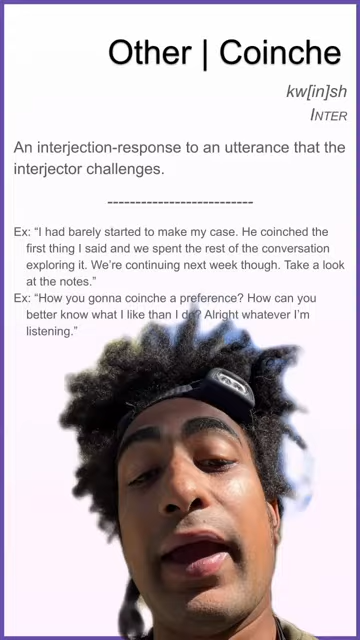 Other | Coinche
kw[in]sh
INTER
An interjection-response to an utterance that the
interjector challenges.
--------------------------
Ex: “I had barely started to make my case. He coinched the
first thing I said and we spent the rest of the conversation
exploring it. We’re continuing next week though. Take a look
at the notes.”
Ex: “How you gonna coinche a preference? How can you
better know what I like than I do? Alright whatever I’m
listening.”